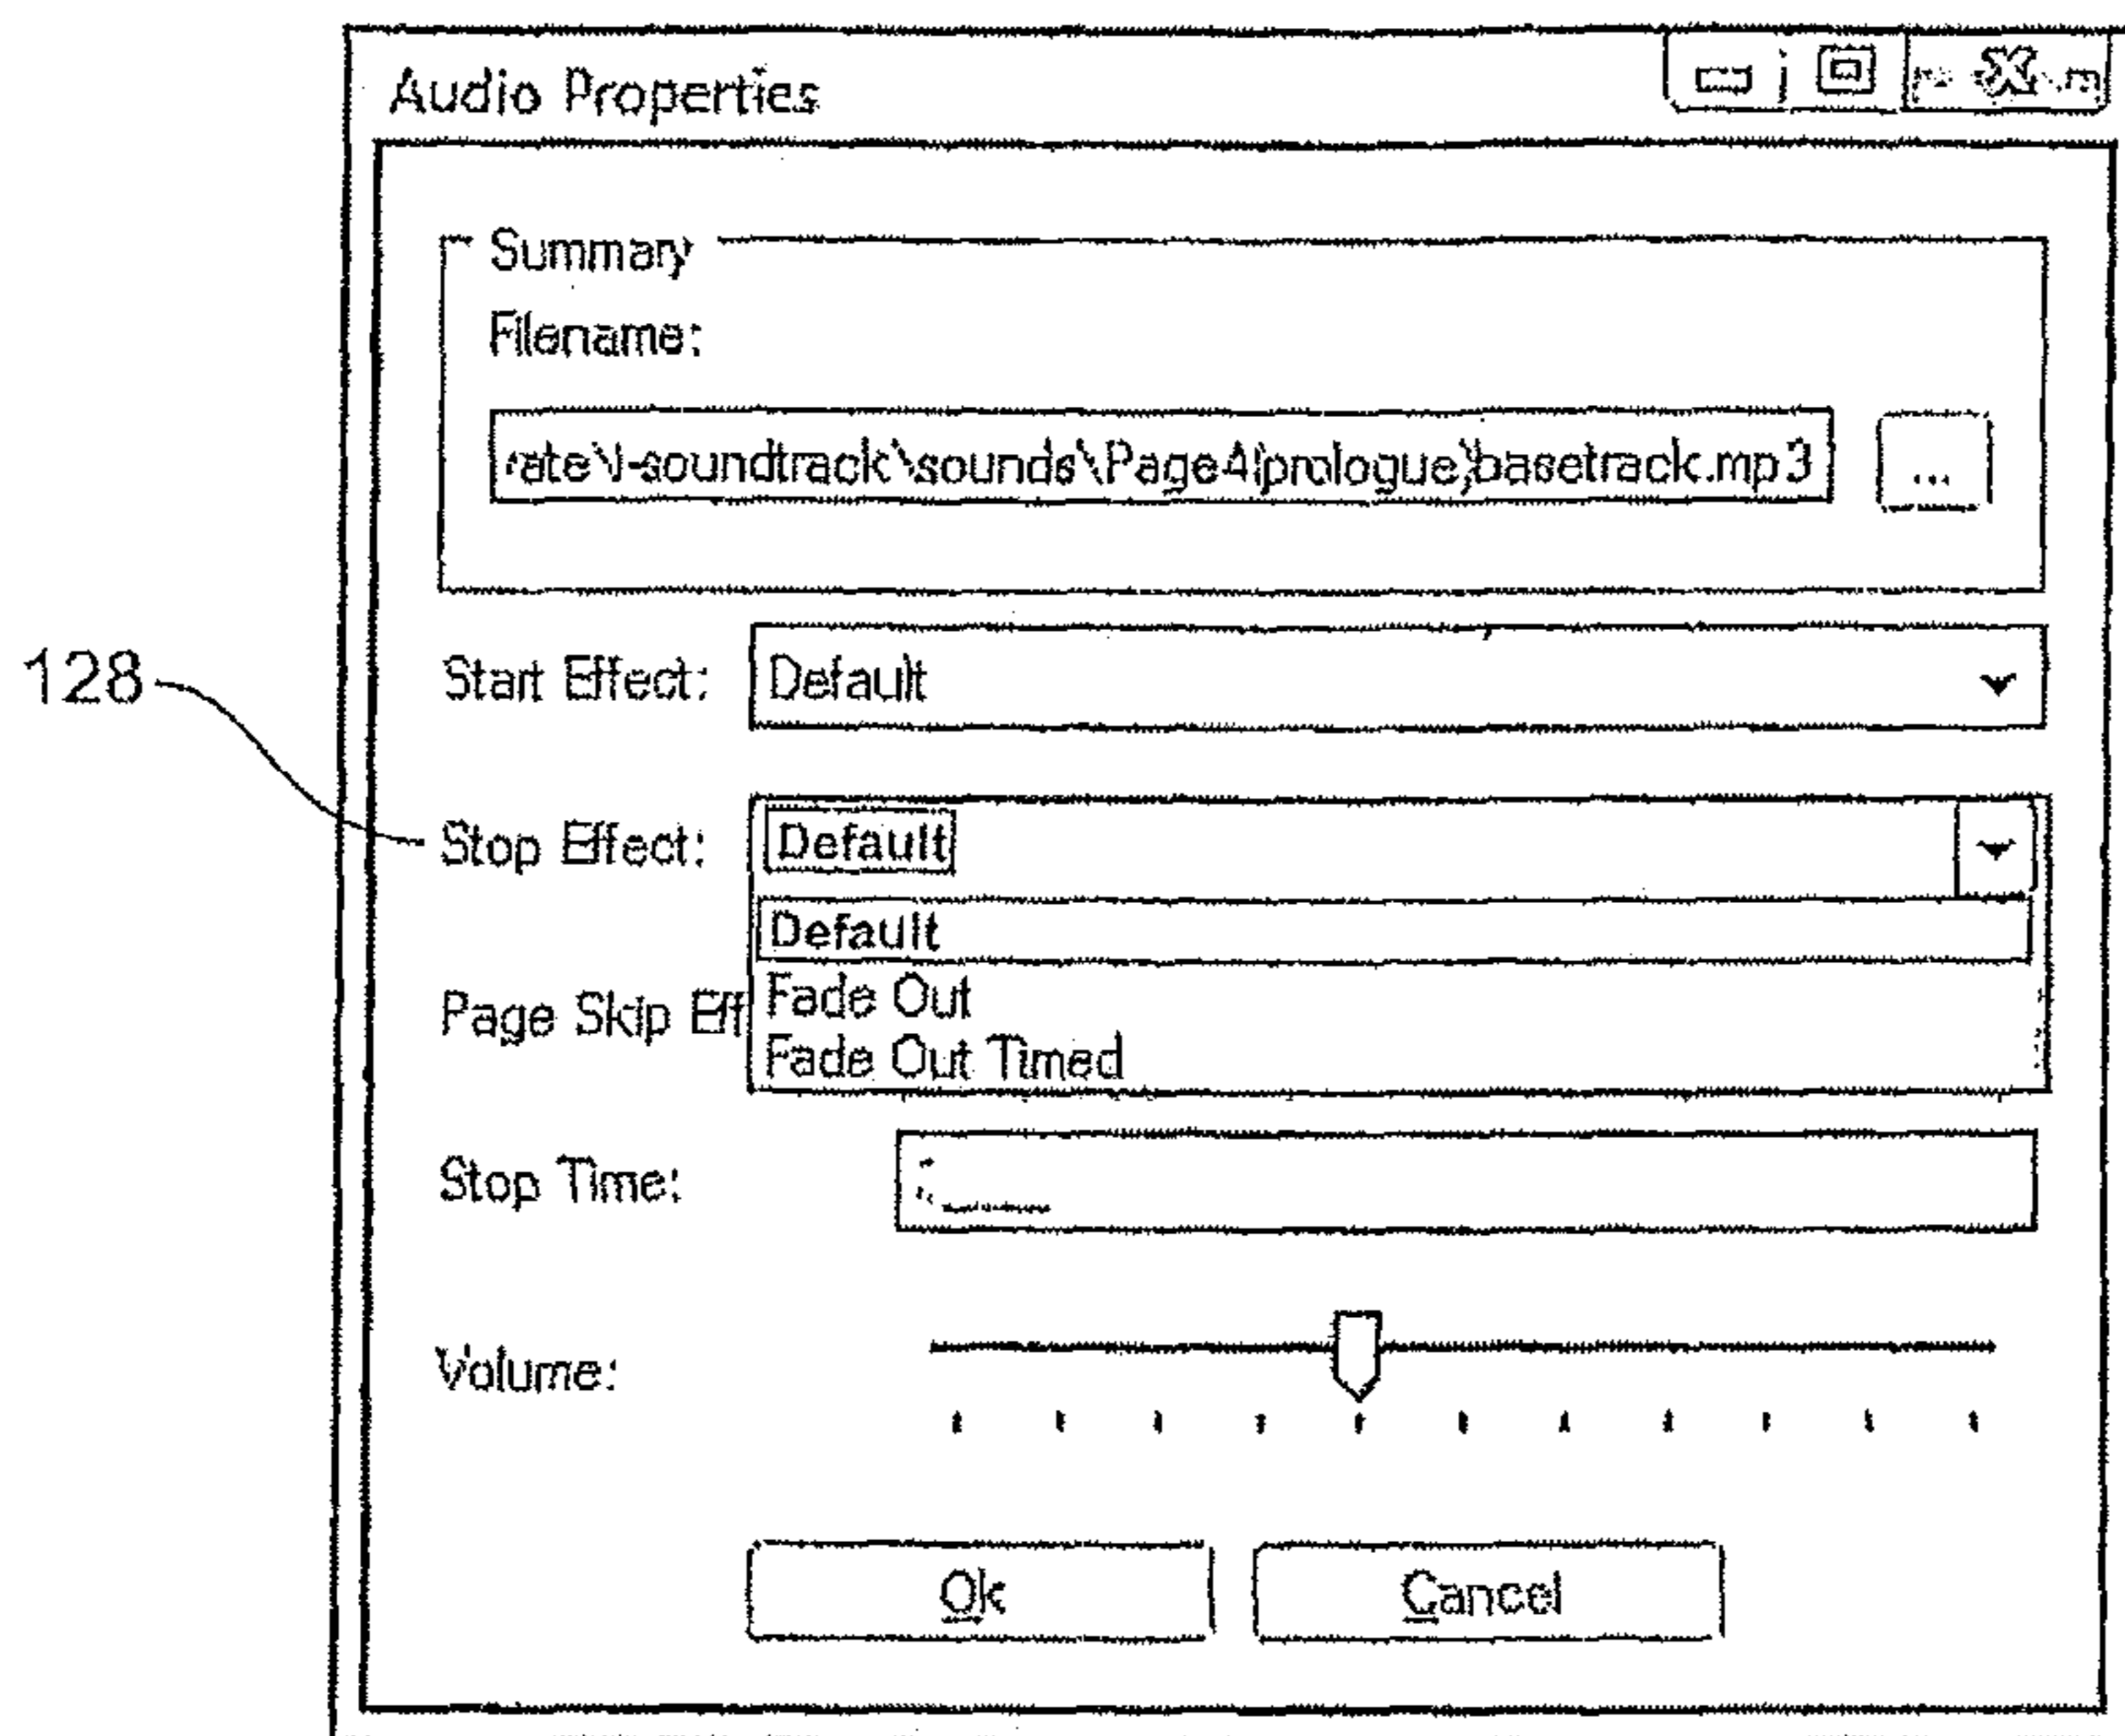 Audio Properties
Summary
Filename:
rate\I-soundtrack\sounds\Page4(prologue)\basetrack.mp3 ...
Start Effect: Default
128
Stop Effect: Default
Default
Fade Out
Page Skip Eff
Fade Out Timed
Stop Time:
Volume:
Ok Cancel